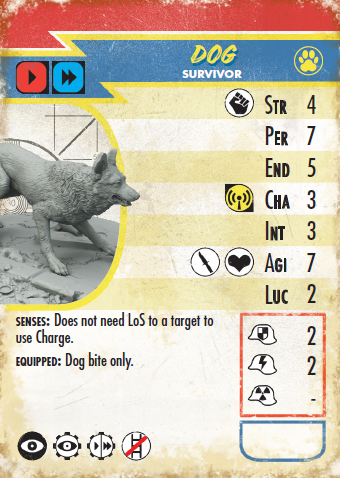 DOG
SURVIVOR
STR 4
PER 7
END 5
CHA 3
INT 3
AGI 7
LUC 2
SENSES: Does not need LoS to a target to
use Charge.
EQUIPPED: Dog bite only.
2
2
-